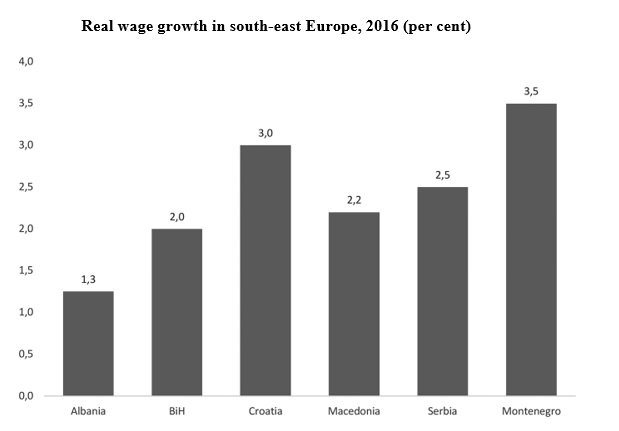 Real wage growth in south-east Europe, 2016 (per cent)
4,0
3,5
3,0
2,5
2,0
1,5
1,0
0,5
0,0
1,3
2,0
3,0
2,2
2,5
3,5
Albania
BiH
Croatia
Macedonia
Serbia
Montenegro